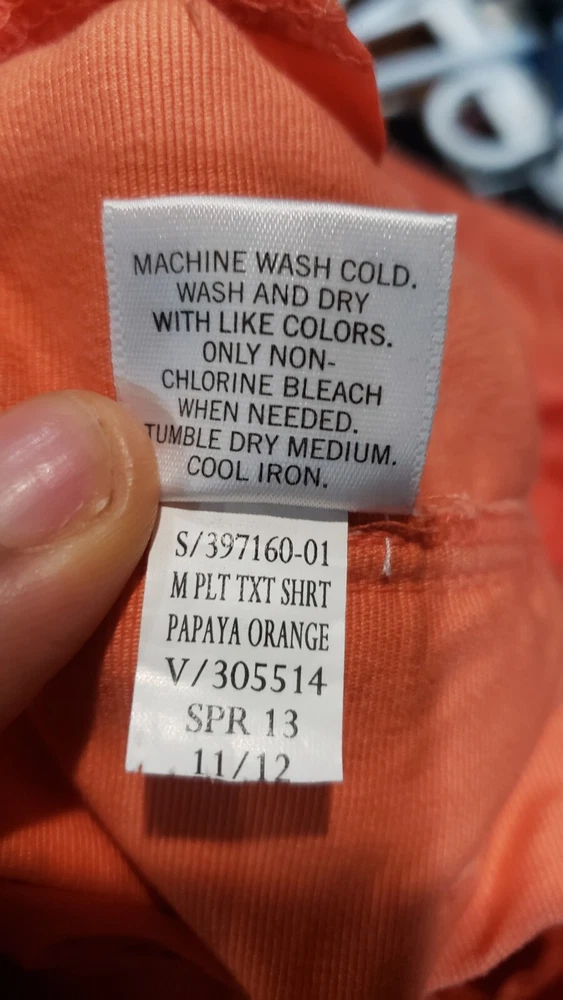 MACHINE WASH COLD.
WASH AND DRY
WITH LIKE COLORS.
ONLY NON-
CHLORINE BLEACH
WHEN NEEDED.
TUMBLE DRY MEDIUM.
COOL IRON.
S/397160-01
M PLT TXT SHRT
PAPAYA ORANGE
V/305514
SPR 13
11/12